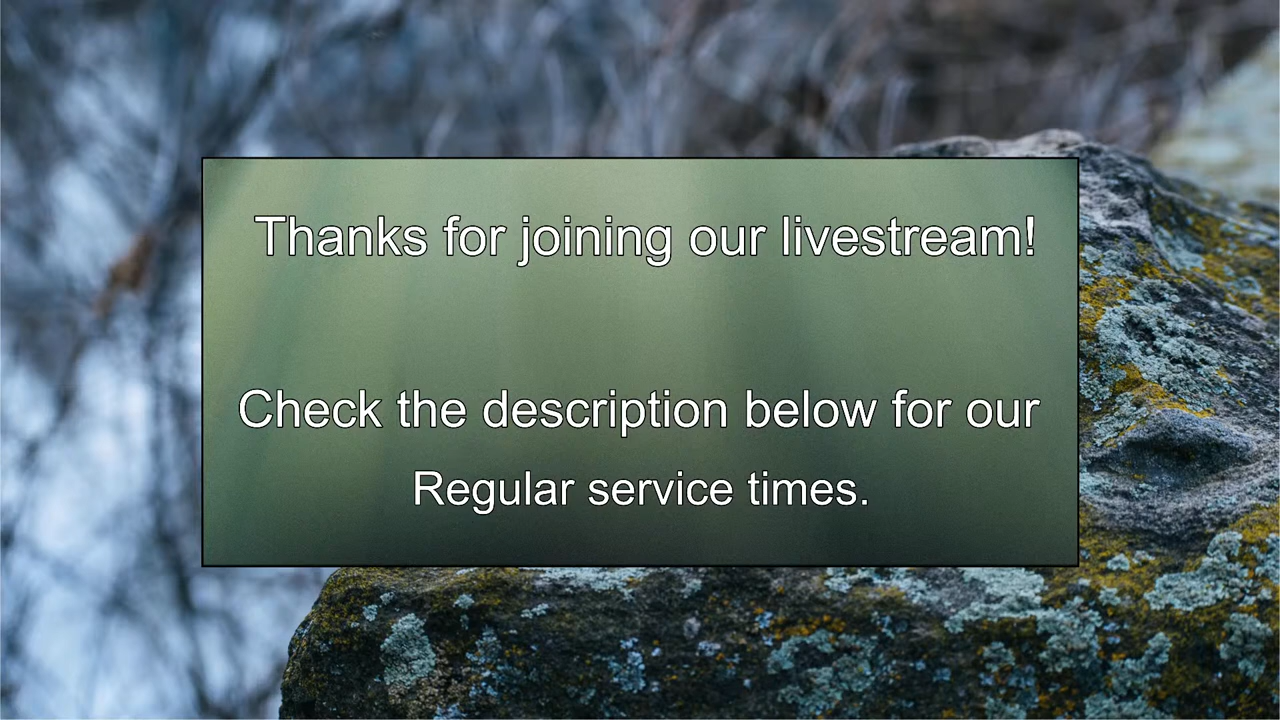 Thanks for joining our livestream!
Check the description below for our
Regular service times.